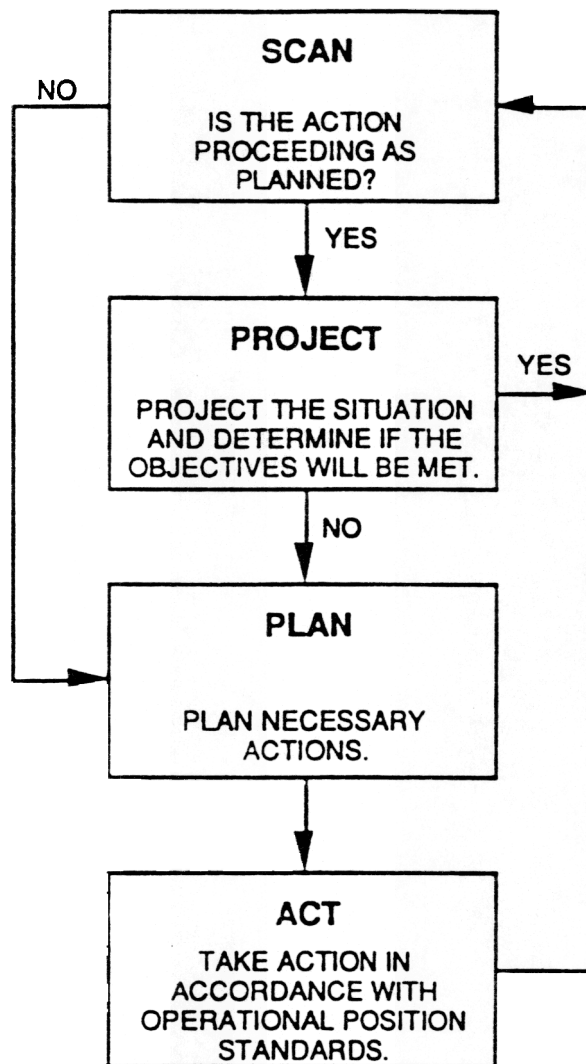 SCAN
NO
IS THE ACTION
PROCEEDING AS
PLANNED?
YES
PROJECT
YES
PROJECT THE SITUATION
AND DETERMINE IF THE
OBJECTIVES WILL BE MET.
NO
PLAN
PLAN NECESSARY
ACTIONS.
ACT
TAKE ACTION IN
ACCORDANCE WITH
OPERATIONAL POSITION
STANDARDS.